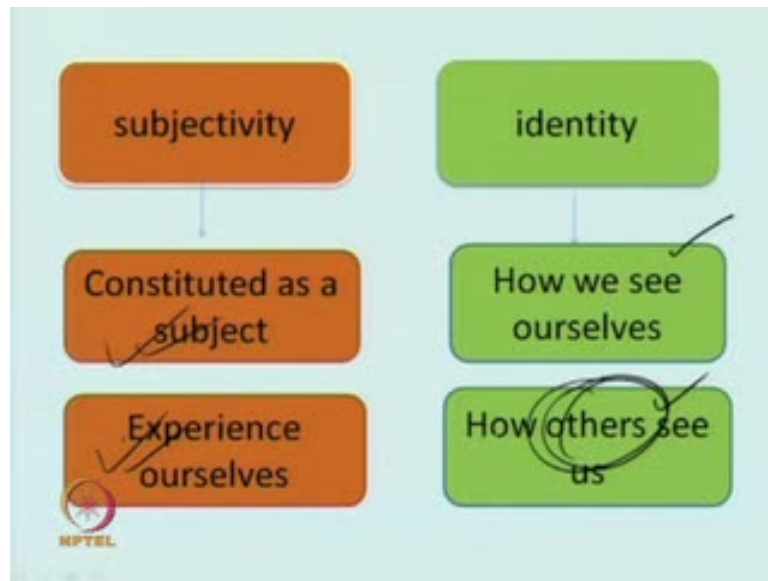 subjectivity
Constituted as a
subject
Experience
ourselves
identity
How we see
ourselves
How others see
us
NPTEL